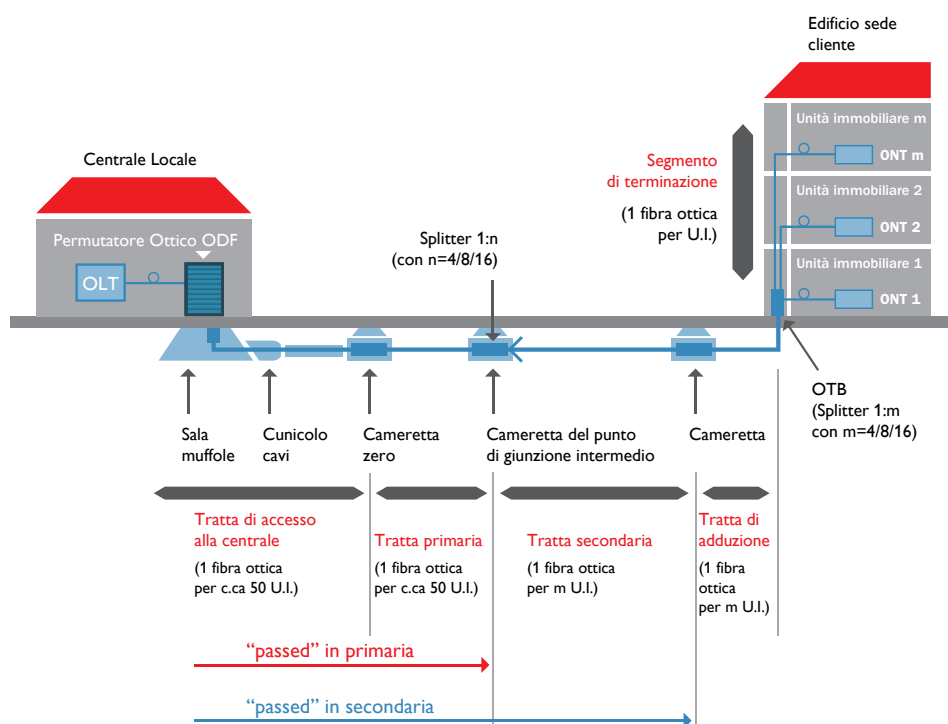 Edificio sede
cliente
Unità immobiliare m
ONT m
Unità immobiliare 2
ONT 2
Unità immobiliare 1
ONT 1
Segmento
di terminazione
(1 fibra ottica
per U.I.)
Centrale Locale
Permutatore Ottico ODF
OLT
Splitter 1:n
(con n=4/8/16)
OTB
(Splitter 1:m
con m=4/8/16)
Sala
muffole
Cunicolo
cavi
Cameretta
zero
Cameretta del punto
di giunzione intermedio
Cameretta
Tratta di accesso
alla centrale
(1 fibra ottica
per c.ca 50 U.I.)
Tratta primaria
(1 fibra ottica
per c.ca 50 U.I.)
Tratta secondaria
(1 fibra ottica
per m U.I.)
Tratta di
adduzione
(1 fibra
ottica
per m U.I.)
“passed” in primaria
“passed” in secondaria